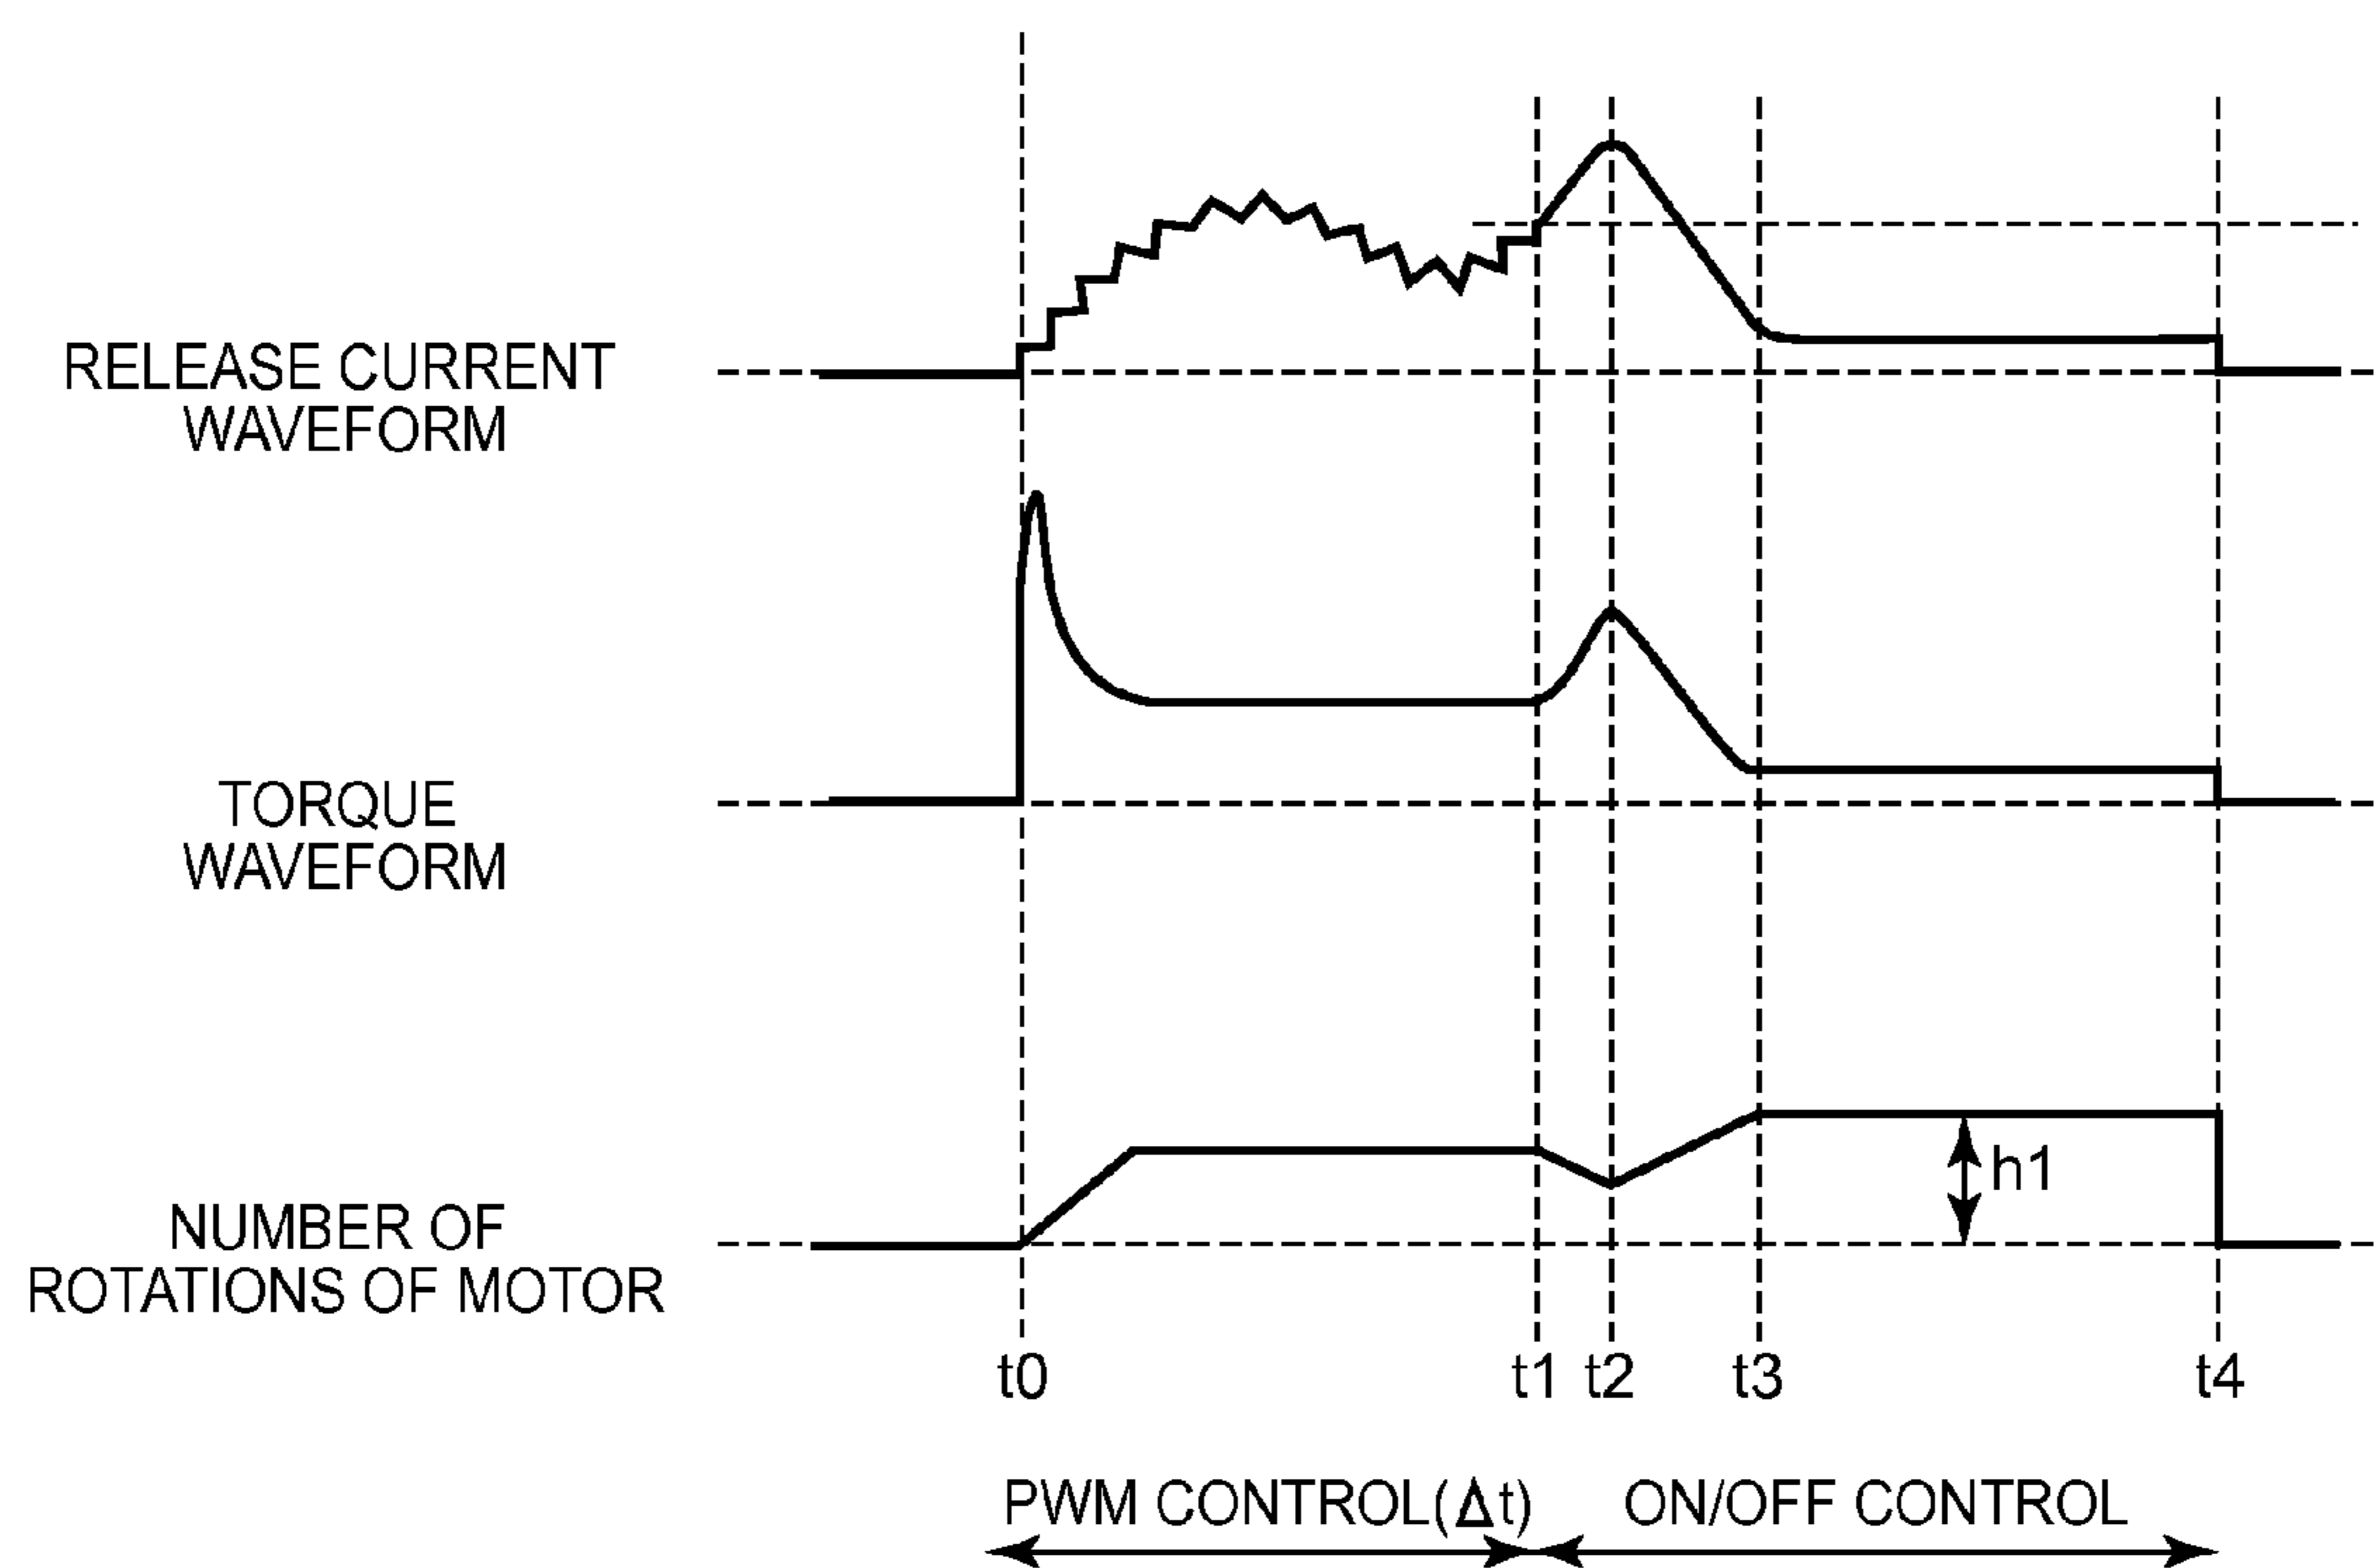 RELEASE CURRENT
WAVEFORM
TORQUE
WAVEFORM
h1
NUMBER OF
ROTATIONS OF MOTOR
t0 t1 t2 t3 t4
PWM CONTROL(Δt) ON/OFF CONTROL